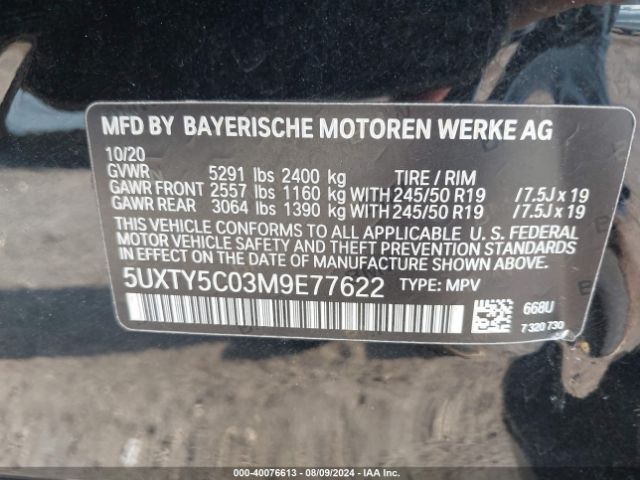 MFD BY BAYERISCHE MOTOREN WERKE AG
10/20
GVWR 5291 lbs 2400 kg TIRE / RIM
GAWR FRONT 2557 lbs 1160 kg WITH 245/50 R19 /7.5J x 19
GAWR REAR 3064 lbs 1390 kg WITH 245/50 R19 /7.5J x 19
THIS VEHICLE CONFORMS TO ALL APPLICABLE U. S. FEDERAL
MOTOR VEHICLE SAFETY AND THEFT PREVENTION STANDARDS
IN EFFECT ON THE DATE OF MANUFACTURE SHOWN ABOVE.
5UXTY5C03M9E77622 TYPE: MPV
668U
7 320 730
000-40076613 - 08/09/2024 - IAA Inc.